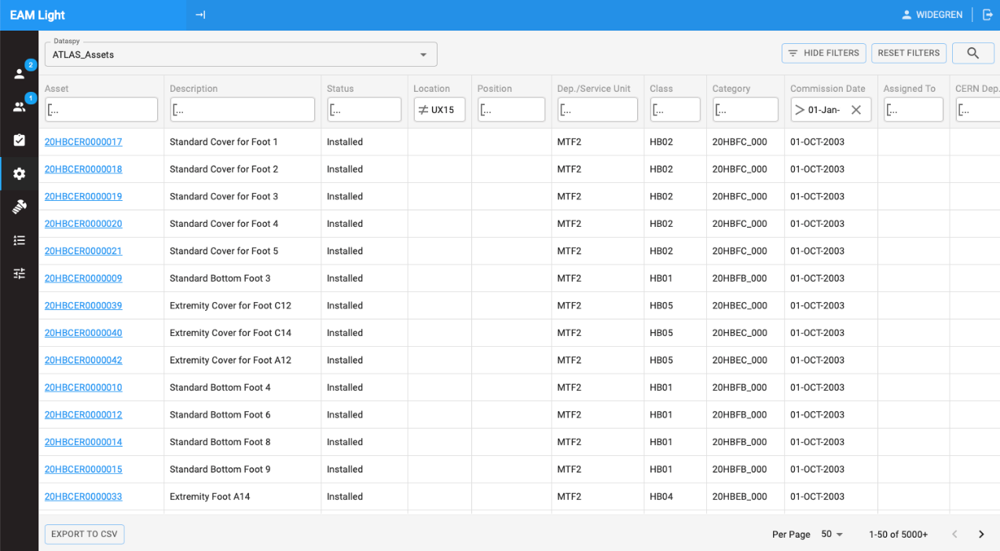 EAM Light
WIDEGREN
Dataspy
ATLAS_Assets
HIDE FILTERS RESET FILTERS
2
1
Asset Description Status Location Position Dep./Service Unit Class Category Commission Date Assigned To CERN Dep.
[... [... [... ≠ UX15 [... [... [... [... > 01-Jan- [... [...
20HBCER0000017 Standard Cover for Foot 1 Installed MTF2 HB02 20HBFC_000 01-OCT-2003
20HBCER0000018 Standard Cover for Foot 2 Installed MTF2 HB02 20HBFC_000 01-OCT-2003
20HBCER0000019 Standard Cover for Foot 3 Installed MTF2 HB02 20HBFC_000 01-OCT-2003
20HBCER0000020 Standard Cover for Foot 4 Installed MTF2 HB02 20HBFC_000 01-OCT-2003
20HBCER0000021 Standard Cover for Foot 5 Installed MTF2 HB02 20HBFC_000 01-OCT-2003
20HBCER0000009 Standard Bottom Foot 3 Installed MTF2 HB01 20HBFB_000 01-OCT-2003
20HBCER0000039 Extremity Cover for Foot C12 Installed MTF2 HB05 20HBEC_000 01-OCT-2003
20HBCER0000040 Extremity Cover for Foot C14 Installed MTF2 HB05 20HBEC_000 01-OCT-2003
20HBCER0000042 Extremity Cover for Foot A12 Installed MTF2 HB05 20HBEC_000 01-OCT-2003
20HBCER0000010 Standard Bottom Foot 4 Installed MTF2 HB01 20HBFB_000 01-OCT-2003
20HBCER0000012 Standard Bottom Foot 6 Installed MTF2 HB01 20HBFB_000 01-OCT-2003
20HBCER0000014 Standard Bottom Foot 8 Installed MTF2 HB01 20HBFB_000 01-OCT-2003
20HBCER0000015 Standard Bottom Foot 9 Installed MTF2 HB01 20HBFB_000 01-OCT-2003
20HBCER0000033 Extremity Foot A14 Installed MTF2 HB04 20HBEB_000 01-OCT-2003
EXPORT TO CSV Per Page 50 1-50 of 5000+